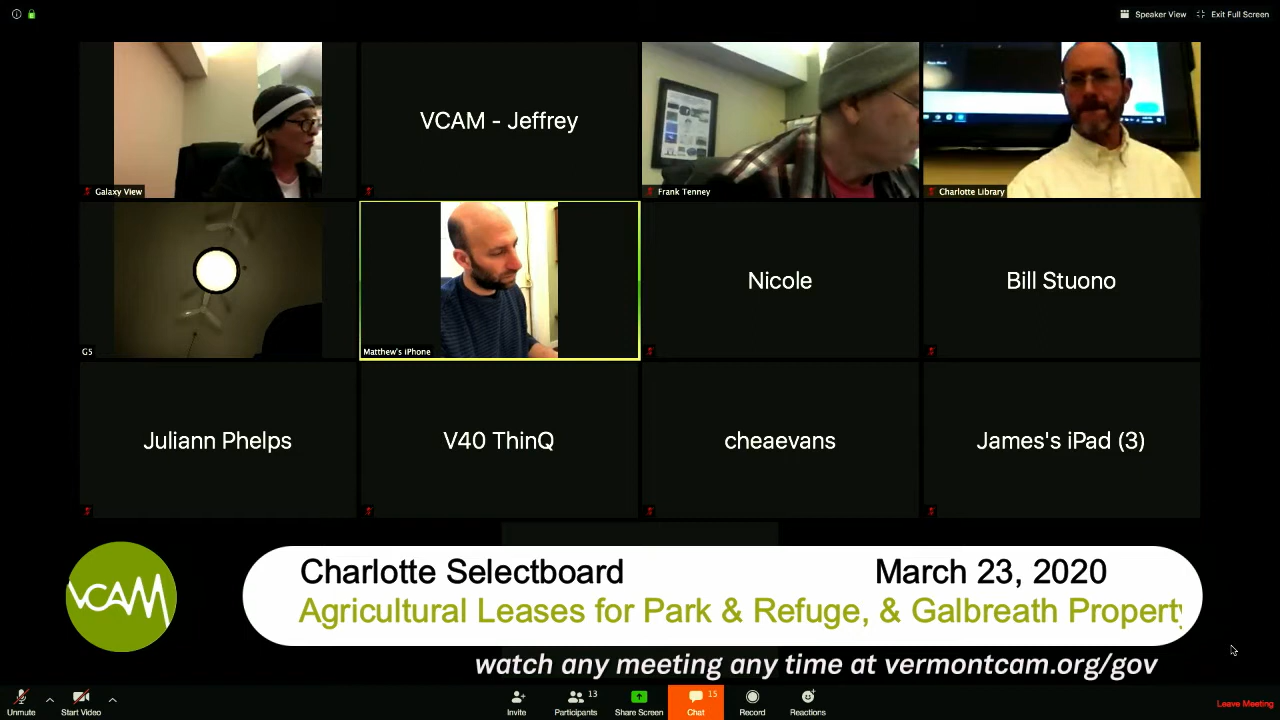 Speaker View
Exit Full Screen
VCAM - Jeffrey
Galaxy View
Frank Tenney
Charlotte Library
Nicole
Bill Stuono
G5
Matthew's iPhone
Juliann Phelps
V40 ThinQ
cheaevans
James's iPad (3)
VCAM
Charlotte Selectboard
March 23, 2020
Agricultural Leases for Park & Refuge, & Galbreath Property
watch any meeting any time at vermontcam.org/gov
Unmute
Start Video
Invite
Participants
13
Share Screen
Chat
15
Record
Reactions
Leave Meeting